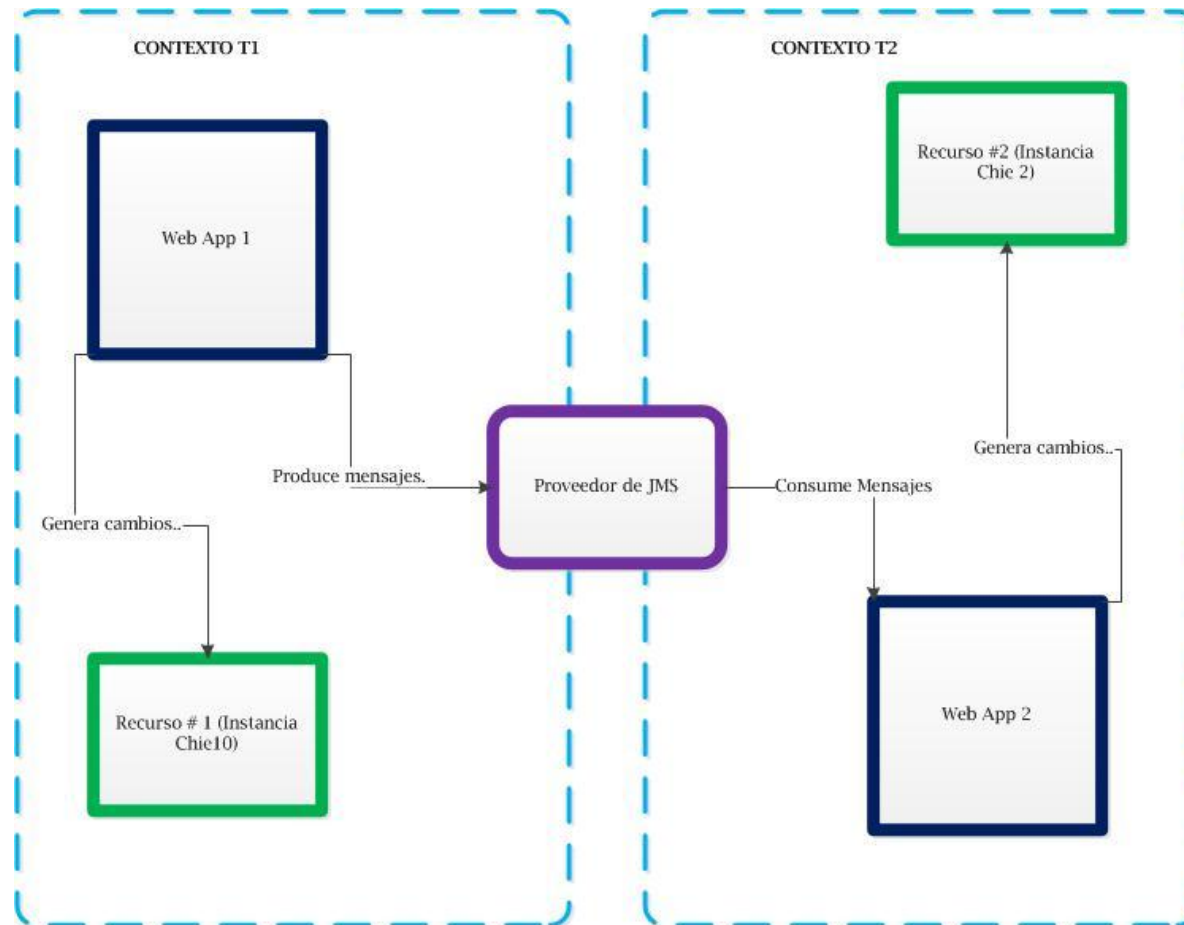 CONTEXTO T1
Web App 1
Produce mensajes.
Genera cambios..
Recurso # 1 (Instancia
Chie10)
Proveedor de JMS
CONTEXTO T2
Recurso #2 (Instancia
Chie 2)
Genera cambios..
Consume Mensajes
Web App 2